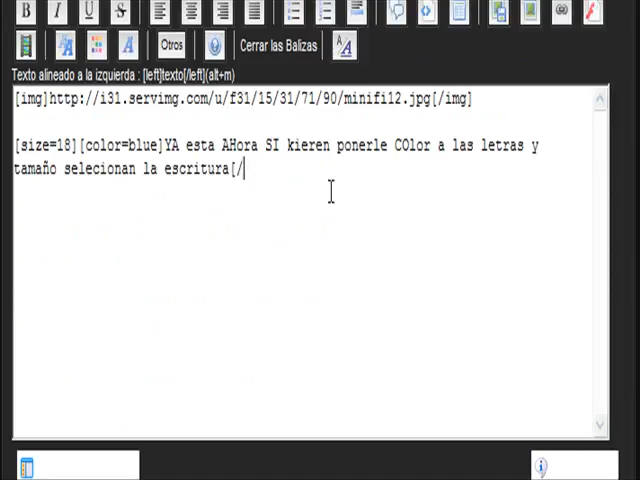 B I U S
Otros Cerrar las Balizas A/A
Texto alineado a la izquierda : [left]texto[/left](alt+m)
[img]http://i31.servimg.com/u/f31/15/31/71/90/minifi12.jpg[/img]
[size=18][color=blue]YA esta AHora SI kieren ponerle COlor a las letras y
tamaño selecionan la escritura[/